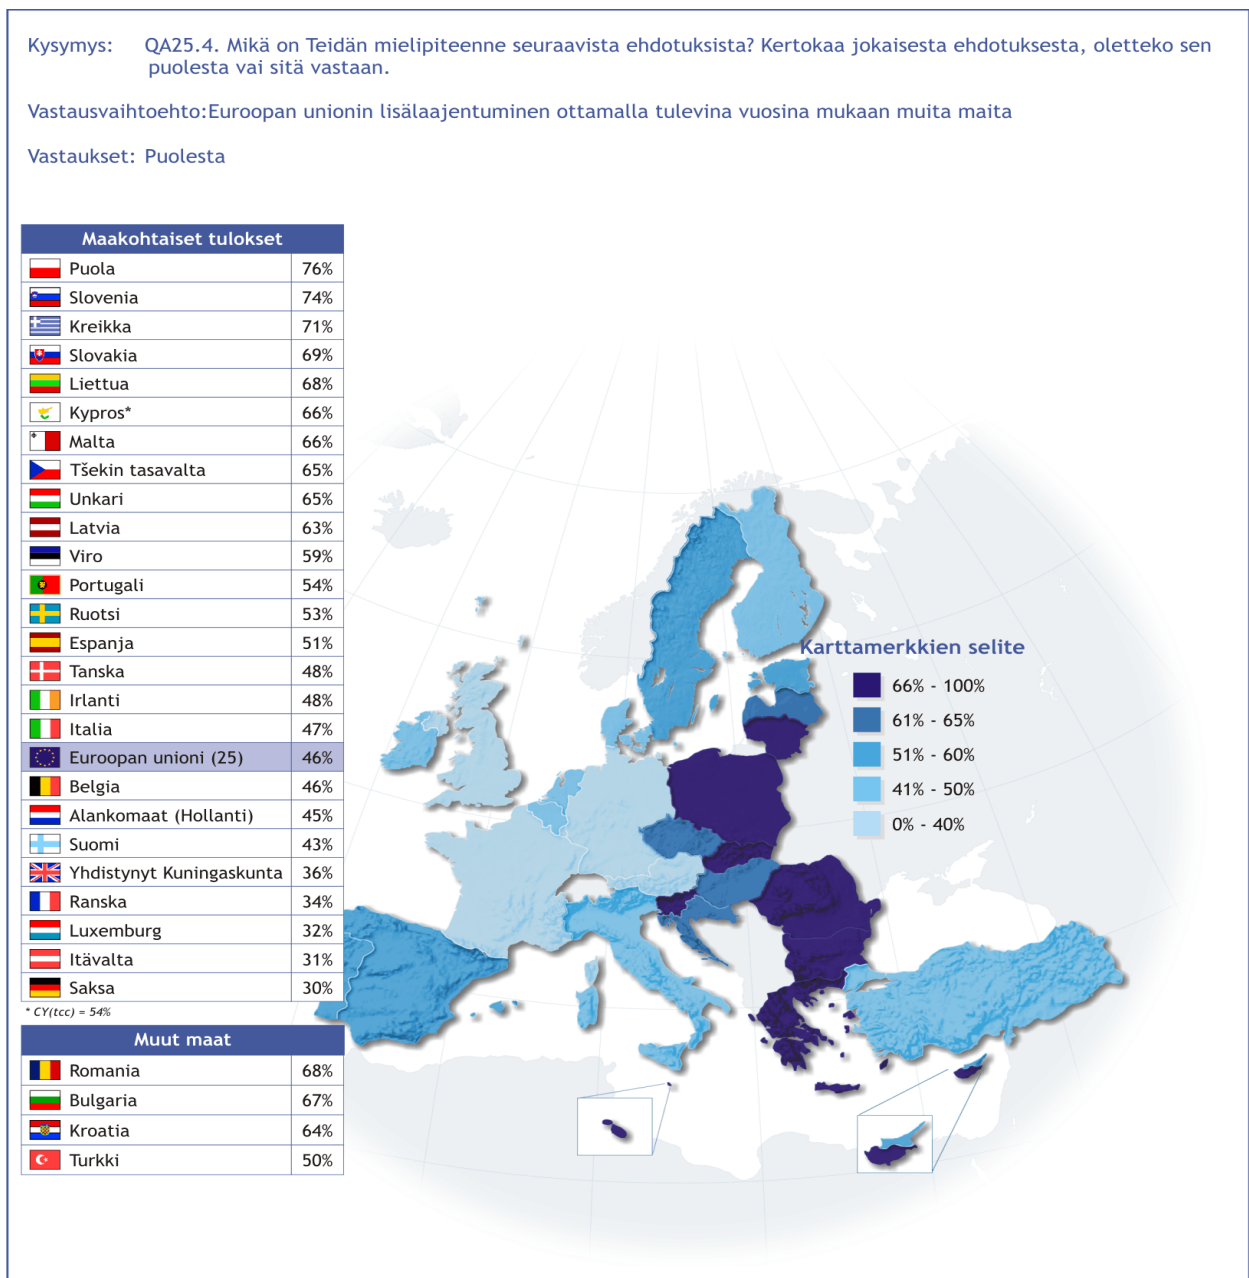 Kysymys: QA25.4. Mikä on Teidän mielipiteenne seuraavista ehdotuksista? Kertokaa jokaisesta ehdotuksesta, oletteko sen
puolesta vai sitä vastaan.
Vastausvaihtoehto:Euroopan unionin lisälaajentuminen ottamalla tulevina vuosina mukaan muita maita
Vastaukset: Puolesta
Maakohtaiset tulokset
Puola 76%
Slovenia 74%
Kreikka 71%
Slovakia 69%
Liettua 68%
Kypros* 66%
Malta 66%
Tšekin tasavalta 65%
Unkari 65%
Latvia 63%
Viro 59%
Portugali 54%
Ruotsi 53%
Espanja 51%
Tanska 48%
Irlanti 48%
Italia 47%
Euroopan unioni (25) 46%
Belgia 46%
Alankomaat (Hollanti) 45%
Suomi 43%
Yhdistynyt Kuningaskunta 36%
Ranska 34%
Luxemburg 32%
Itävalta 31%
Saksa 30%
* CY(tcc) = 54%
Muut maat
Romania 68%
Bulgaria 67%
Kroatia 64%
Turkki 50%
Karttamerkkien selite
66% - 100%
61% - 65%
51% - 60%
41% - 50%
0% - 40%